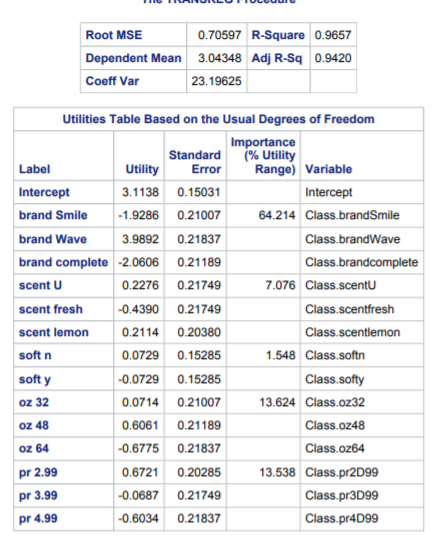 The TRANSREG Procedure
Root MSE 0.70597 R-Square 0.9657
Dependent Mean 3.04348 Adj R-Sq 0.9420
Coeff Var 23.19625
Utilities Table Based on the Usual Degrees of Freedom
Label Utility Standard Error Importance (% Utility Range) Variable
Intercept 3.1138 0.15031 Intercept
brand Smile -1.9286 0.21007 64.214 Class.brandSmile
brand Wave 3.9892 0.21837 Class.brandWave
brand complete -2.0606 0.21189 Class.brandcomplete
scent U 0.2276 0.21749 7.076 Class.scentU
scent fresh -0.4390 0.21749 Class.scentfresh
scent lemon 0.2114 0.20380 Class.scentlemon
soft n 0.0729 0.15285 1.548 Class.softn
soft y -0.0729 0.15285 Class.softy
oz 32 0.0714 0.21007 13.624 Class.oz32
oz 48 0.6061 0.21189 Class.oz48
oz 64 -0.6775 0.21837 Class.oz64
pr 2.99 0.6721 0.20285 13.538 Class.pr2D99
pr 3.99 -0.0687 0.21749 Class.pr3D99
pr 4.99 -0.6034 0.21837 Class.pr4D99